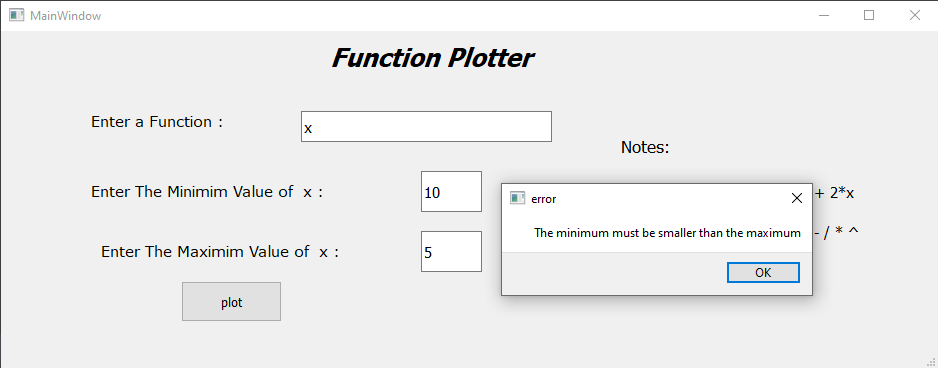 MainWindow
Function Plotter
Enter a Function :
x
Notes:
Enter The Minimim Value of x :
10
error
+ 2*x
The minimum must be smaller than the maximum
- / * ^
Enter The Maximim Value of x :
5
OK
plot